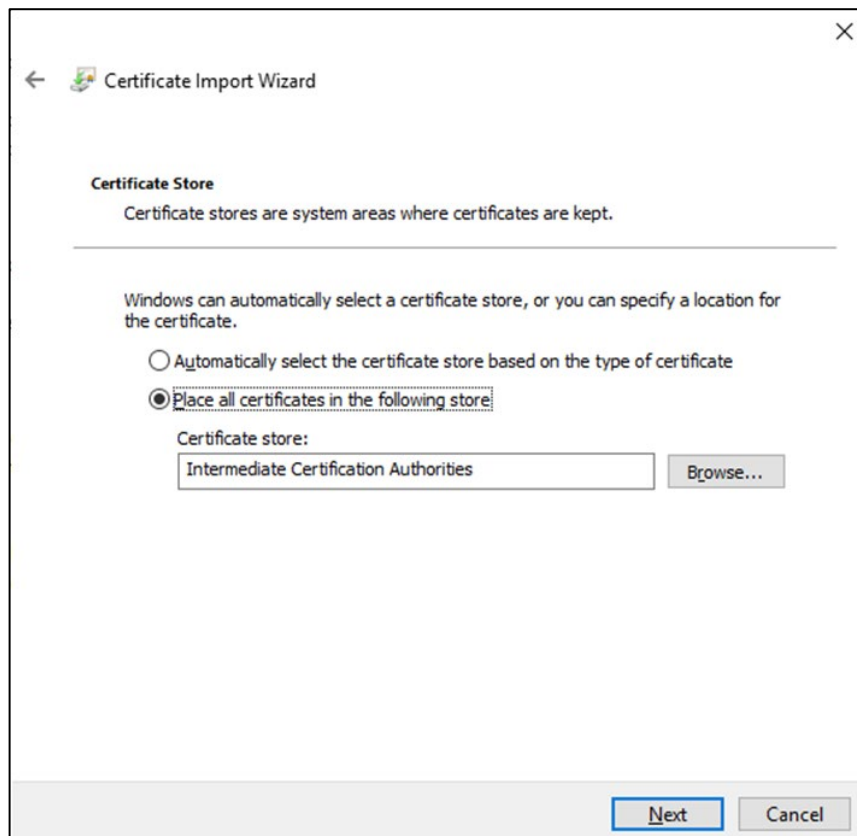 Certificate Import Wizard
Certificate Store
Certificate stores are system areas where certificates are kept.
Windows can automatically select a certificate store, or you can specify a location for
the certificate.
Automatically select the certificate store based on the type of certificate
Place all certificates in the following store
Certificate store:
Intermediate Certification Authorities
Browse...
Next
Cancel